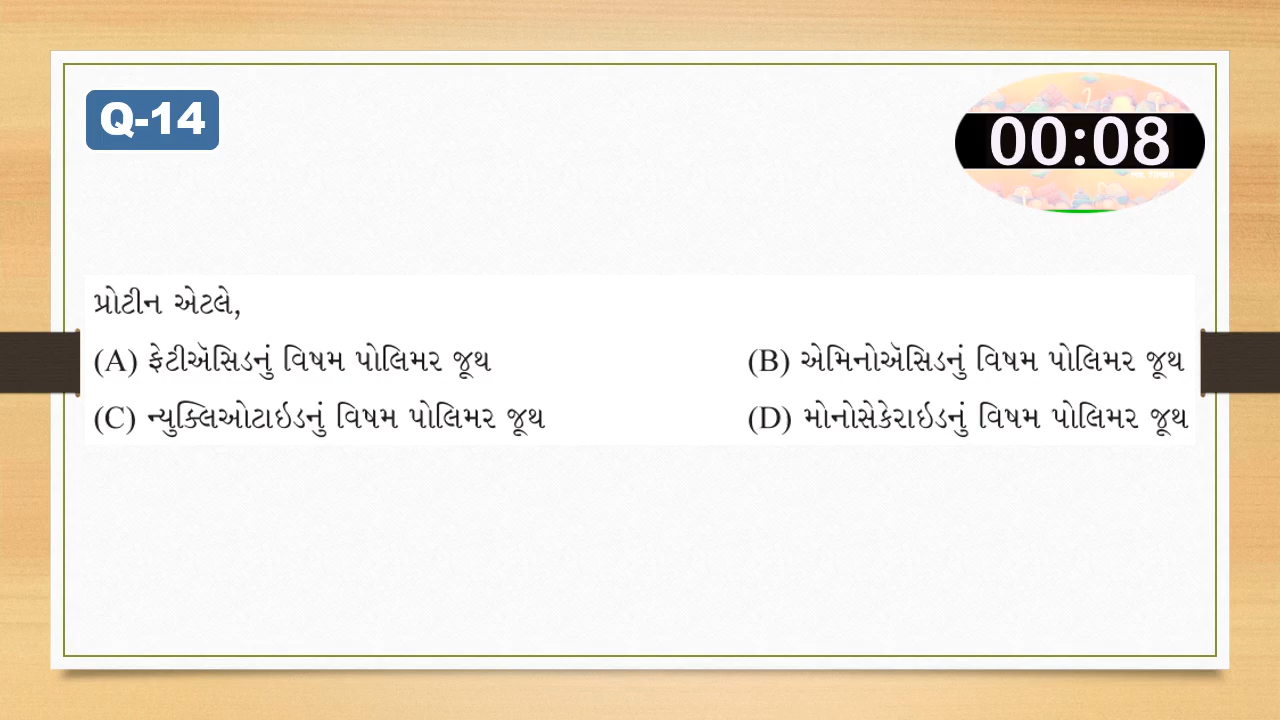 Q-14
00:08
પ્રોટીન એટલે,
(A) ફેટીઍસિડનું વિષમ પોલિમર જૂથ (B) એમિનોઍસિડનું વિષમ પોલિમર જૂથ
(C) ન્યુક્લિઓટાઇડનું વિષમ પોલિમર જૂથ (D) મોનોસેકેરાઇડનું વિષમ પોલિમર જૂથ